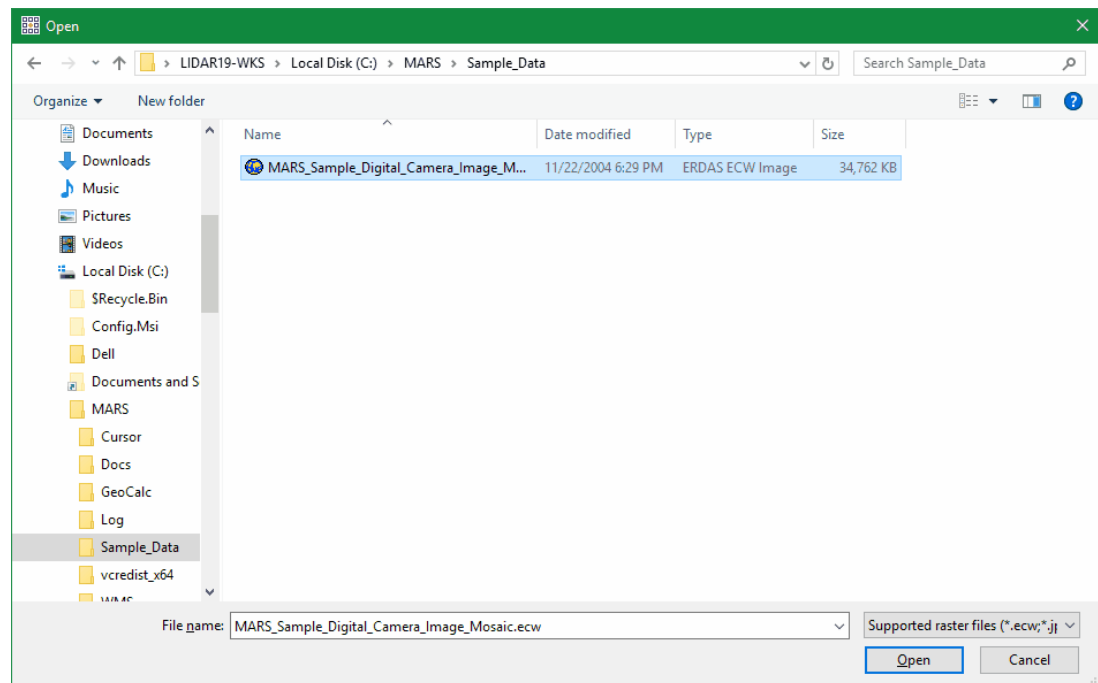 Open
LIDAR19-WKS > Local Disk (C:) > MARS > Sample_Data
Search Sample_Data
Organize
New folder
Name
Date modified
Type
Size
MARS_Sample_Digital_Camera_Image_M...
11/22/2004 6:29 PM
ERDAS ECW Image
34,762 KB
Documents
Downloads
Music
Pictures
Videos
Local Disk (C:)
$Recycle.Bin
Config.Msi
Dell
Documents and S
MARS
Cursor
Docs
GeoCalc
Log
Sample_Data
vcredist_x64
WMS
File name:
MARS_Sample_Digital_Camera_Image_Mosaic.ecw
Supported raster files (*.ecw;*.j
Open
Cancel